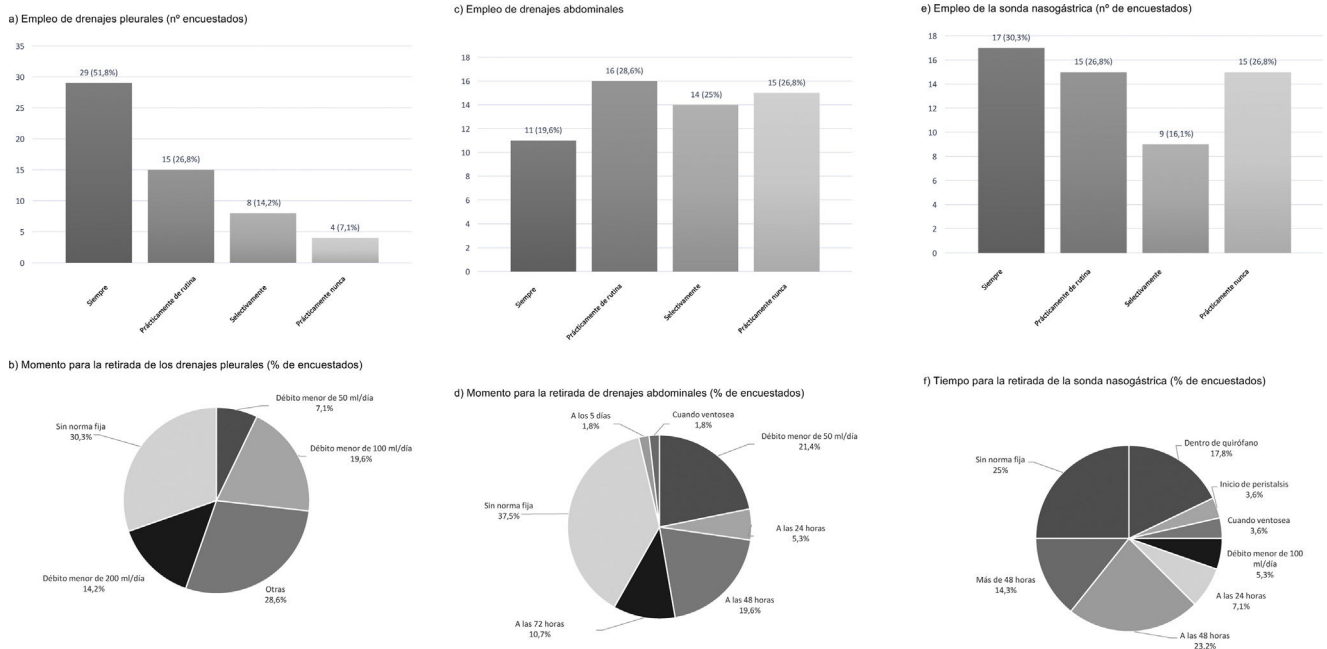 a) Empleo de drenajes pleurales (nº encuestados)
35
30
25
20
15
10
5
0
29 (51,8%)
15 (26,8%)
8 (14,2%)
4 (7,1%)
Siempre
Prácticamente de rutina
Selectivamente
Prácticamente nunca
b) Momento para la retirada de los drenajes pleurales (% de encuestados)
Débito menor de 50 ml/día
7,1%
Débito menor de 100 ml/día
19,6%
Otras
28,6%
Débito menor de 200 ml/día
14,2%
Sin norma fija
30,3%
c) Empleo de drenajes abdominales
18
16
14
12
10
8
6
4
2
0
11 (19,6%)
16 (28,6%)
14 (25%)
15 (26,8%)
Siempre
Prácticamente de rutina
Selectivamente
Prácticamente nunca
d) Momento para la retirada de drenajes abdominales (% de encuestados)
A los 5 días
1,8%
Cuando ventosea
1,8%
Débito menor de 50 ml/día
21,4%
A las 24 horas
5,3%
A las 48 horas
19,6%
A las 72 horas
10,7%
Sin norma fija
37,5%
e) Empleo de la sonda nasogástrica (nº de encuestados)
18
16
14
12
10
8
6
4
2
0
17 (30,3%)
15 (26,8%)
9 (16,1%)
15 (26,8%)
Siempre
Prácticamente de rutina
Selectivamente
Prácticamente nunca
f) Tiempo para la retirada de la sonda nasogástrica (% de encuestados)
Dentro de quirófano
17,8%
Inicio de peristalsis
3,6%
Cuando ventosea
3,6%
Débito menor de 100
ml/día
5,3%
A las 24 horas
7,1%
A las 48 horas
23,2%
Más de 48 horas
14,3%
Sin norma fija
25%